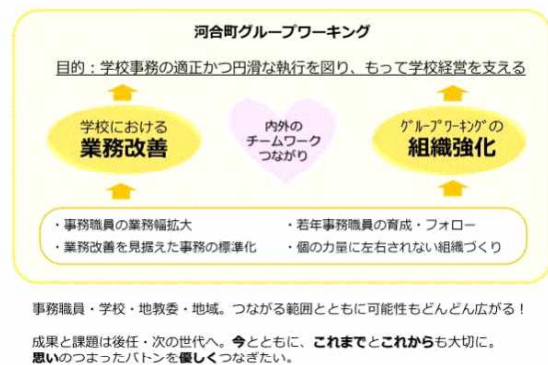 河合町グループワーキング
目的：学校事務の適正かつ円滑な執行を図り、もって学校経営を支える
学校における
業務改善
内外の
チームワーク
つながり
ｸﾞﾙｰﾌﾟﾜｰｷﾝｸﾞの
組織強化
・事務職員の業務幅拡大
・業務改善を見据えた事務の標準化
・若年事務職員の育成・フォロー
・個の力量に左右されない組織づくり
事務職員・学校・地教委・地域。つながる範囲とともに可能性もどんどん広がる！
成果と課題は後任・次の世代へ。今とともに、これまでとこれからも大切に。
思いのつまったバトンを優しくつなぎたい。